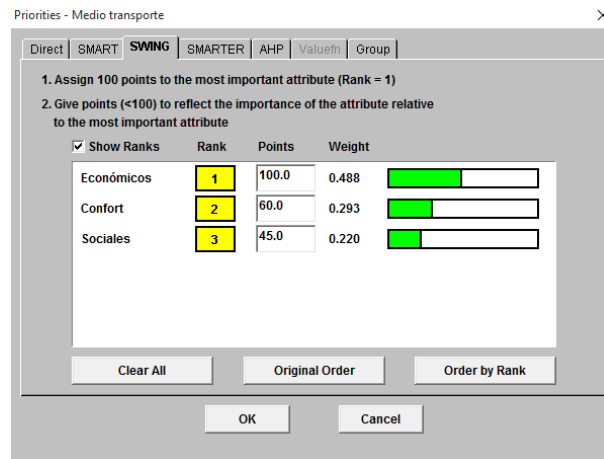 Priorities - Medio transporte
Direct SMART SWING SMARTER AHP Valuefn Group
1. Assign 100 points to the most important attribute (Rank = 1)
2. Give points (<100) to reflect the importance of the attribute relative
to the most important attribute
Show Ranks Rank Points Weight
Económicos 1 100.0 0.488
Confort 2 60.0 0.293
Sociales 3 45.0 0.220
Clear All Original Order Order by Rank
OK Cancel